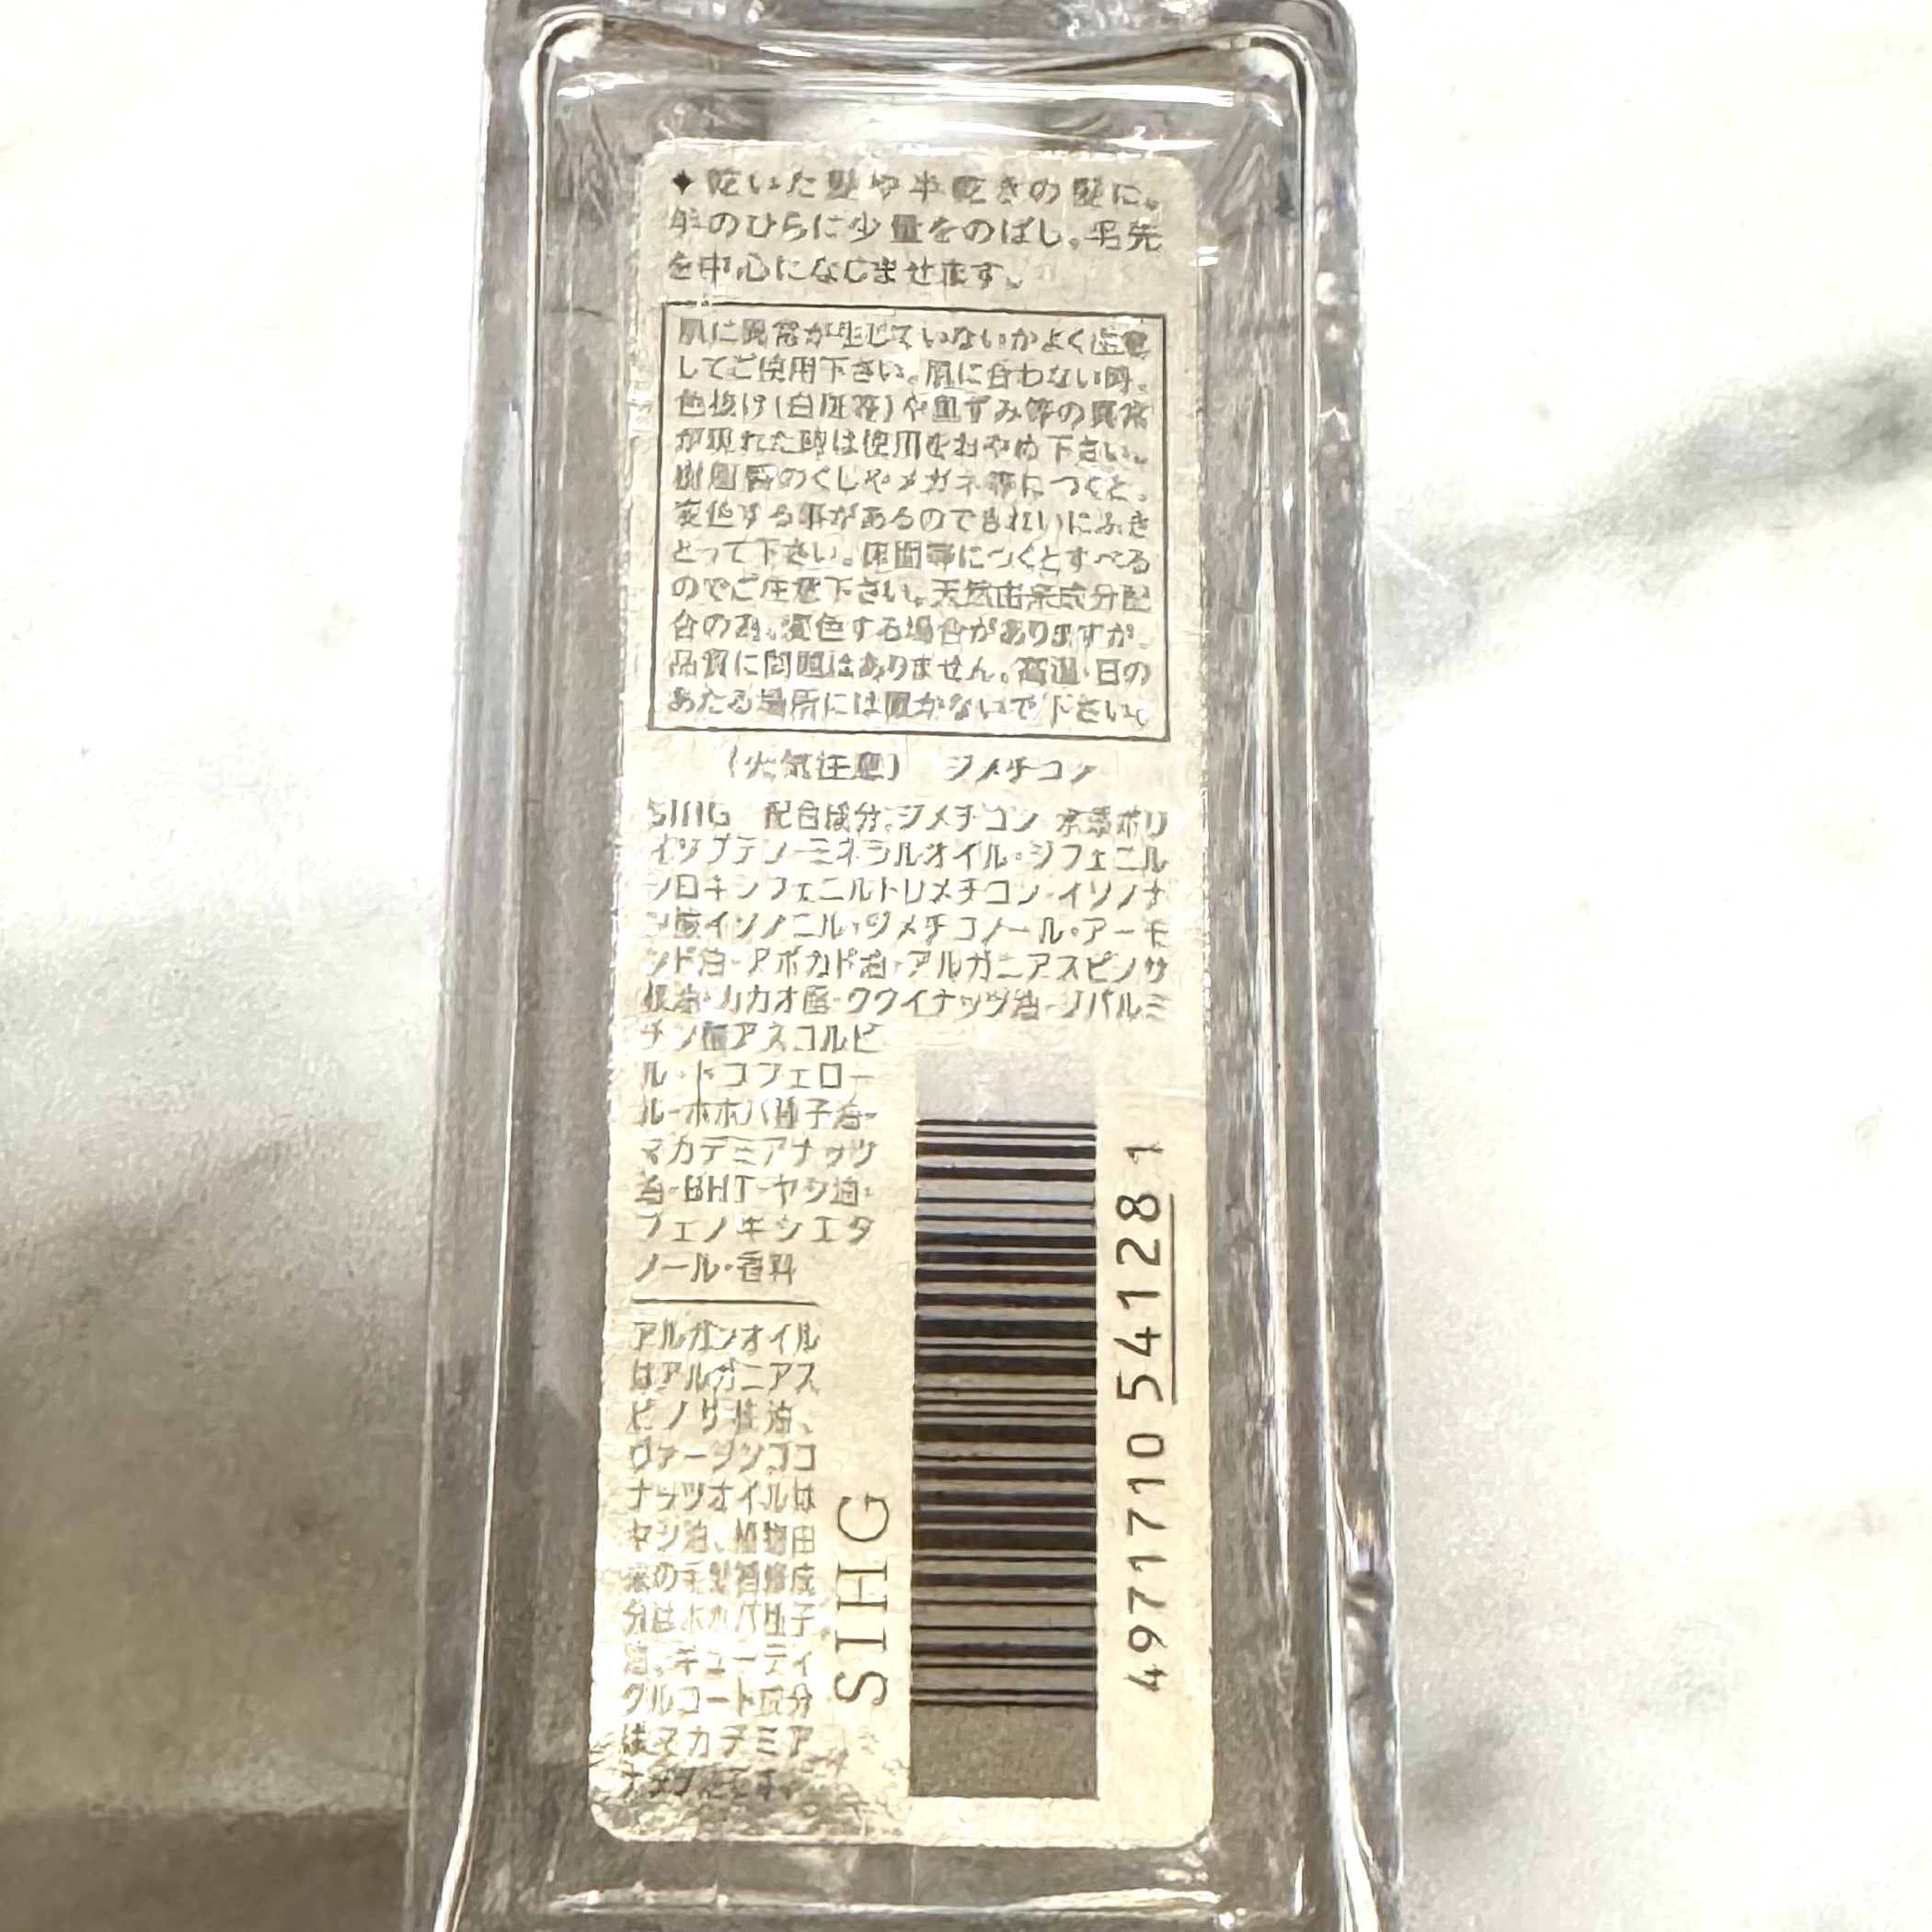 ✦乾いた髪や半乾きの髪に。
手のひらに少量をのばし。毛先
を中心になじませます。
肌に異常が生じていないかよく注意
してご使用下さい。肌に合わない時。
色抜け(白斑等)や黒ずみ等の異常
が現れた時は使用をおやめ下さい。
樹脂製のくしやメガネ等につくと。
変色する事があるのできれいにふき
とって下さい。床面等につくとすべる
のでご注意下さい。天然由来成分配
合の為。変色する場合がありますが。
品質に問題はありません。高温・日の
あたる場所には置かないで下さい。
(火気注意) ジメチコン
SIHG 配合成分:ジメチコン・水添ポリ
イソブテン・ミネラルオイル・ジフェニル
シロキシフェニルトリメチコン・イソノナ
ン酸イソノニル・ジメチコノール・アーモ
ンド油・アボカド油・アルガニアスピノサ
核油・カカオ脂・ククイナッツ油・パルミ
チン酸アスコルビ
ル・トコフェロー
ル・ホホバ種子油・
マカデミアナッツ
油・BHT・ヤシ油・
フェノキシエタ
ノール・香料
アルガンオイル
はアルガニアス
ピノサ核油、
ヴァージンココ
ナッツオイルは
ヤシ油、植物由
来の毛髪補修成
分はホホバ種子
油、キューティ
クルコート成分
はマカデミア
ナッツ油です。
SIHG
4971710 541281